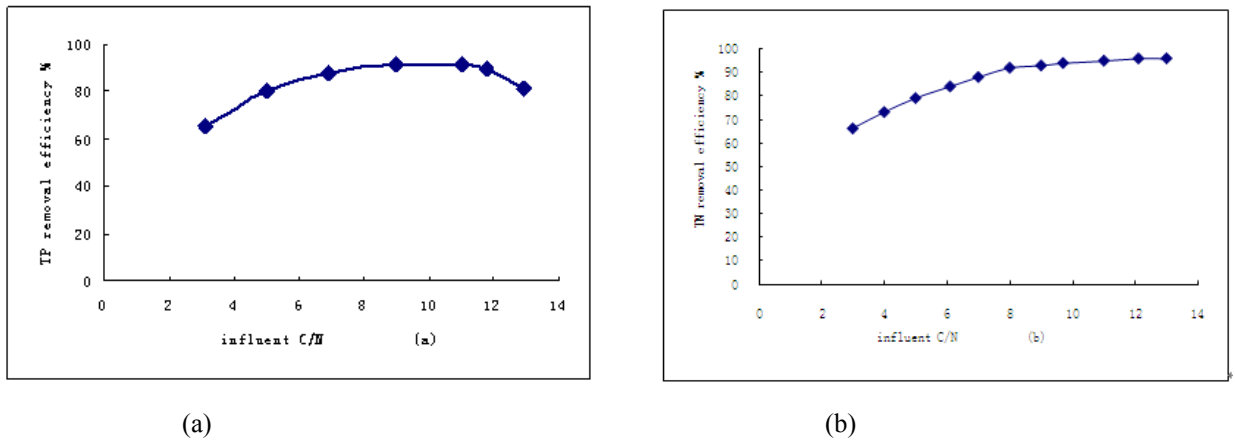 TP removal efficiency %
100
80
60
40
20
0
0 2 4 6 8 10 12 14
influent C/N (a)
TN removal efficiency %
100
90
80
70
60
50
40
30
20
10
0
0 2 4 6 8 10 12 14
influent C/N (b)
(a)
(b)